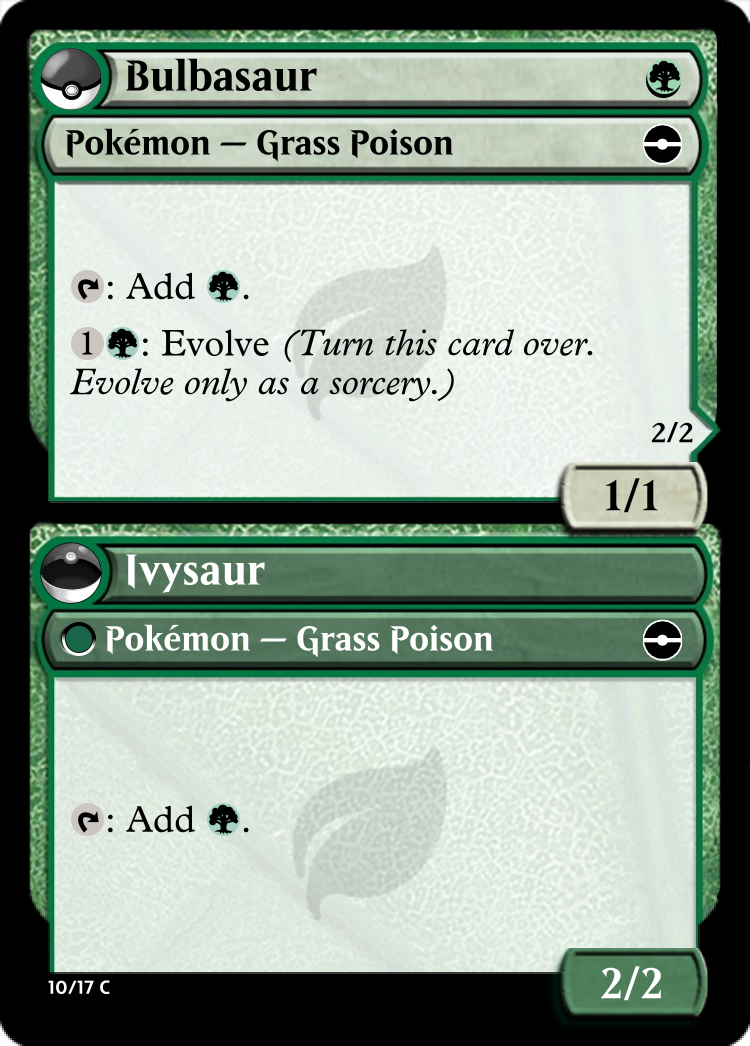 Bulbasaur
Pokémon — Grass Poison
: Add .
1 : Evolve (Turn this card over.
Evolve only as a sorcery.)
2/2
1/1
Ivysaur
Pokémon — Grass Poison
: Add .
10/17 C
2/2